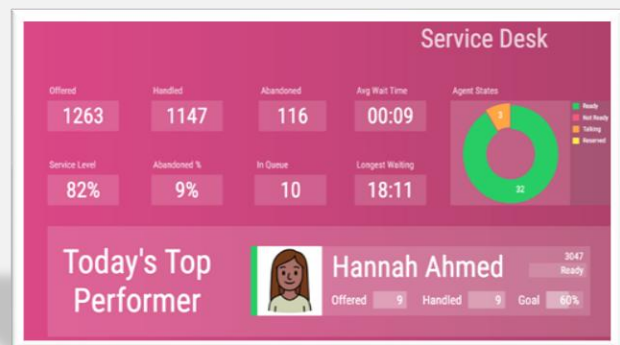 Service Desk
Offered Handled Abandoned Avg Wait Time Agent States
1263 1147 116 00:09
Ready
Not Ready
Talking
Reserved
3
32
Service Level Abandoned % In Queue Longest Waiting
82% 9% 10 18:11
Today's Top
Performer
Hannah Ahmed
3047
Ready
Offered 9 Handled 9 Goal 60%